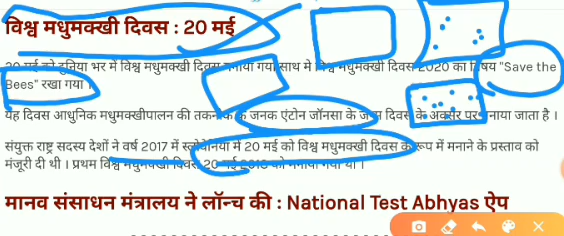 विश्व मधुमक्खी दिवस : 20 मई
20 मई को दुनिया भर में विश्व मधुमक्खी दिवस मनाया गया साथ में विश्व मधुमक्खी दिवस 2020 का विषय "Save the
Bees" रखा गया ।
यह दिवस आधुनिक मधुमक्खीपालन की तकनीक के जनक एंटोन जॉनसा के जन्म दिवस के अवसर पर मनाया जाता है ।
संयुक्त राष्ट्र सदस्य देशों ने वर्ष 2017 में स्लोवेनिया में 20 मई को विश्व मधुमक्खी दिवस के रूप में मनाने के प्रस्ताव को
मंजूरी दी थी । प्रथम विश्व मधुमक्खी दिवस 20 मई 2018 को मनाया गया था ।
मानव संसाधन मंत्रालय ने लॉन्च की : National Test Abhyas ऐप